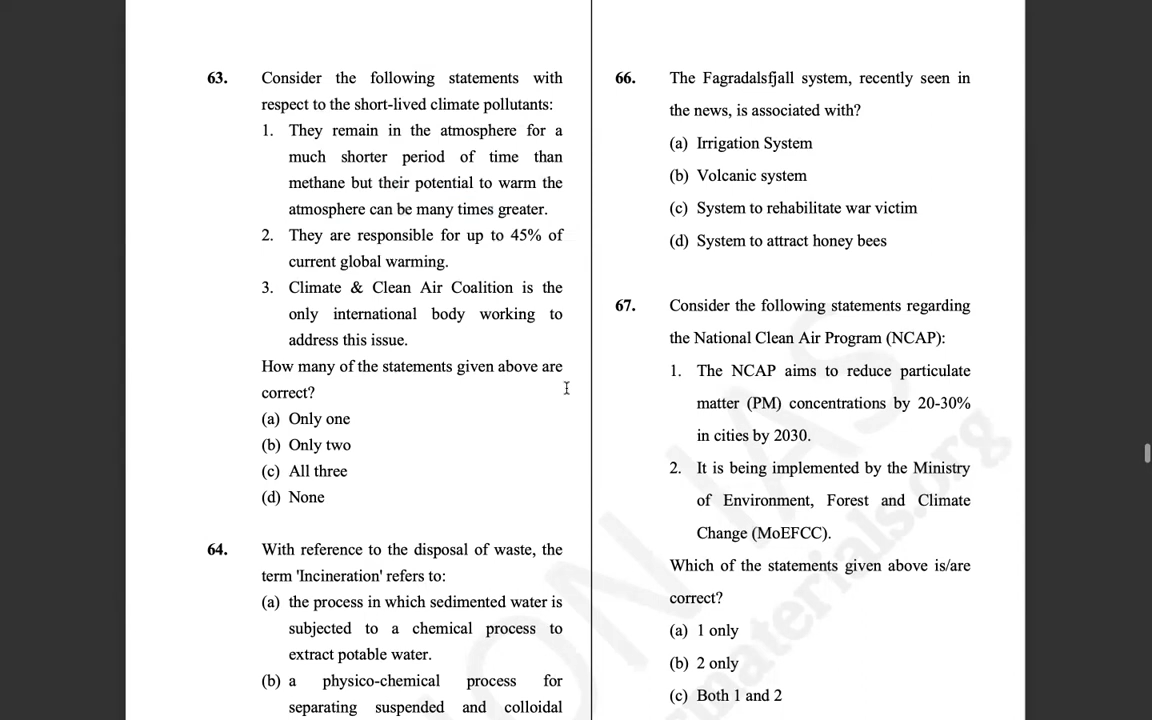 63. Consider the following statements with
respect to the short-lived climate pollutants:
1. They remain in the atmosphere for a
much shorter period of time than
methane but their potential to warm the
atmosphere can be many times greater.
2. They are responsible for up to 45% of
current global warming.
3. Climate & Clean Air Coalition is the
only international body working to
address this issue.
How many of the statements given above are
correct?
(a) Only one
(b) Only two
(c) All three
(d) None
64. With reference to the disposal of waste, the
term 'Incineration' refers to:
(a) the process in which sedimented water is
subjected to a chemical process to
extract potable water.
(b) a physico-chemical process for
separating suspended and colloidal
66. The Fagradalsfjall system, recently seen in
the news, is associated with?
(a) Irrigation System
(b) Volcanic system
(c) System to rehabilitate war victim
(d) System to attract honey bees
67. Consider the following statements regarding
the National Clean Air Program (NCAP):
1. The NCAP aims to reduce particulate
matter (PM) concentrations by 20-30%
in cities by 2030.
2. It is being implemented by the Ministry
of Environment, Forest and Climate
Change (MoEFCC).
Which of the statements given above is/are
correct?
(a) 1 only
(b) 2 only
(c) Both 1 and 2